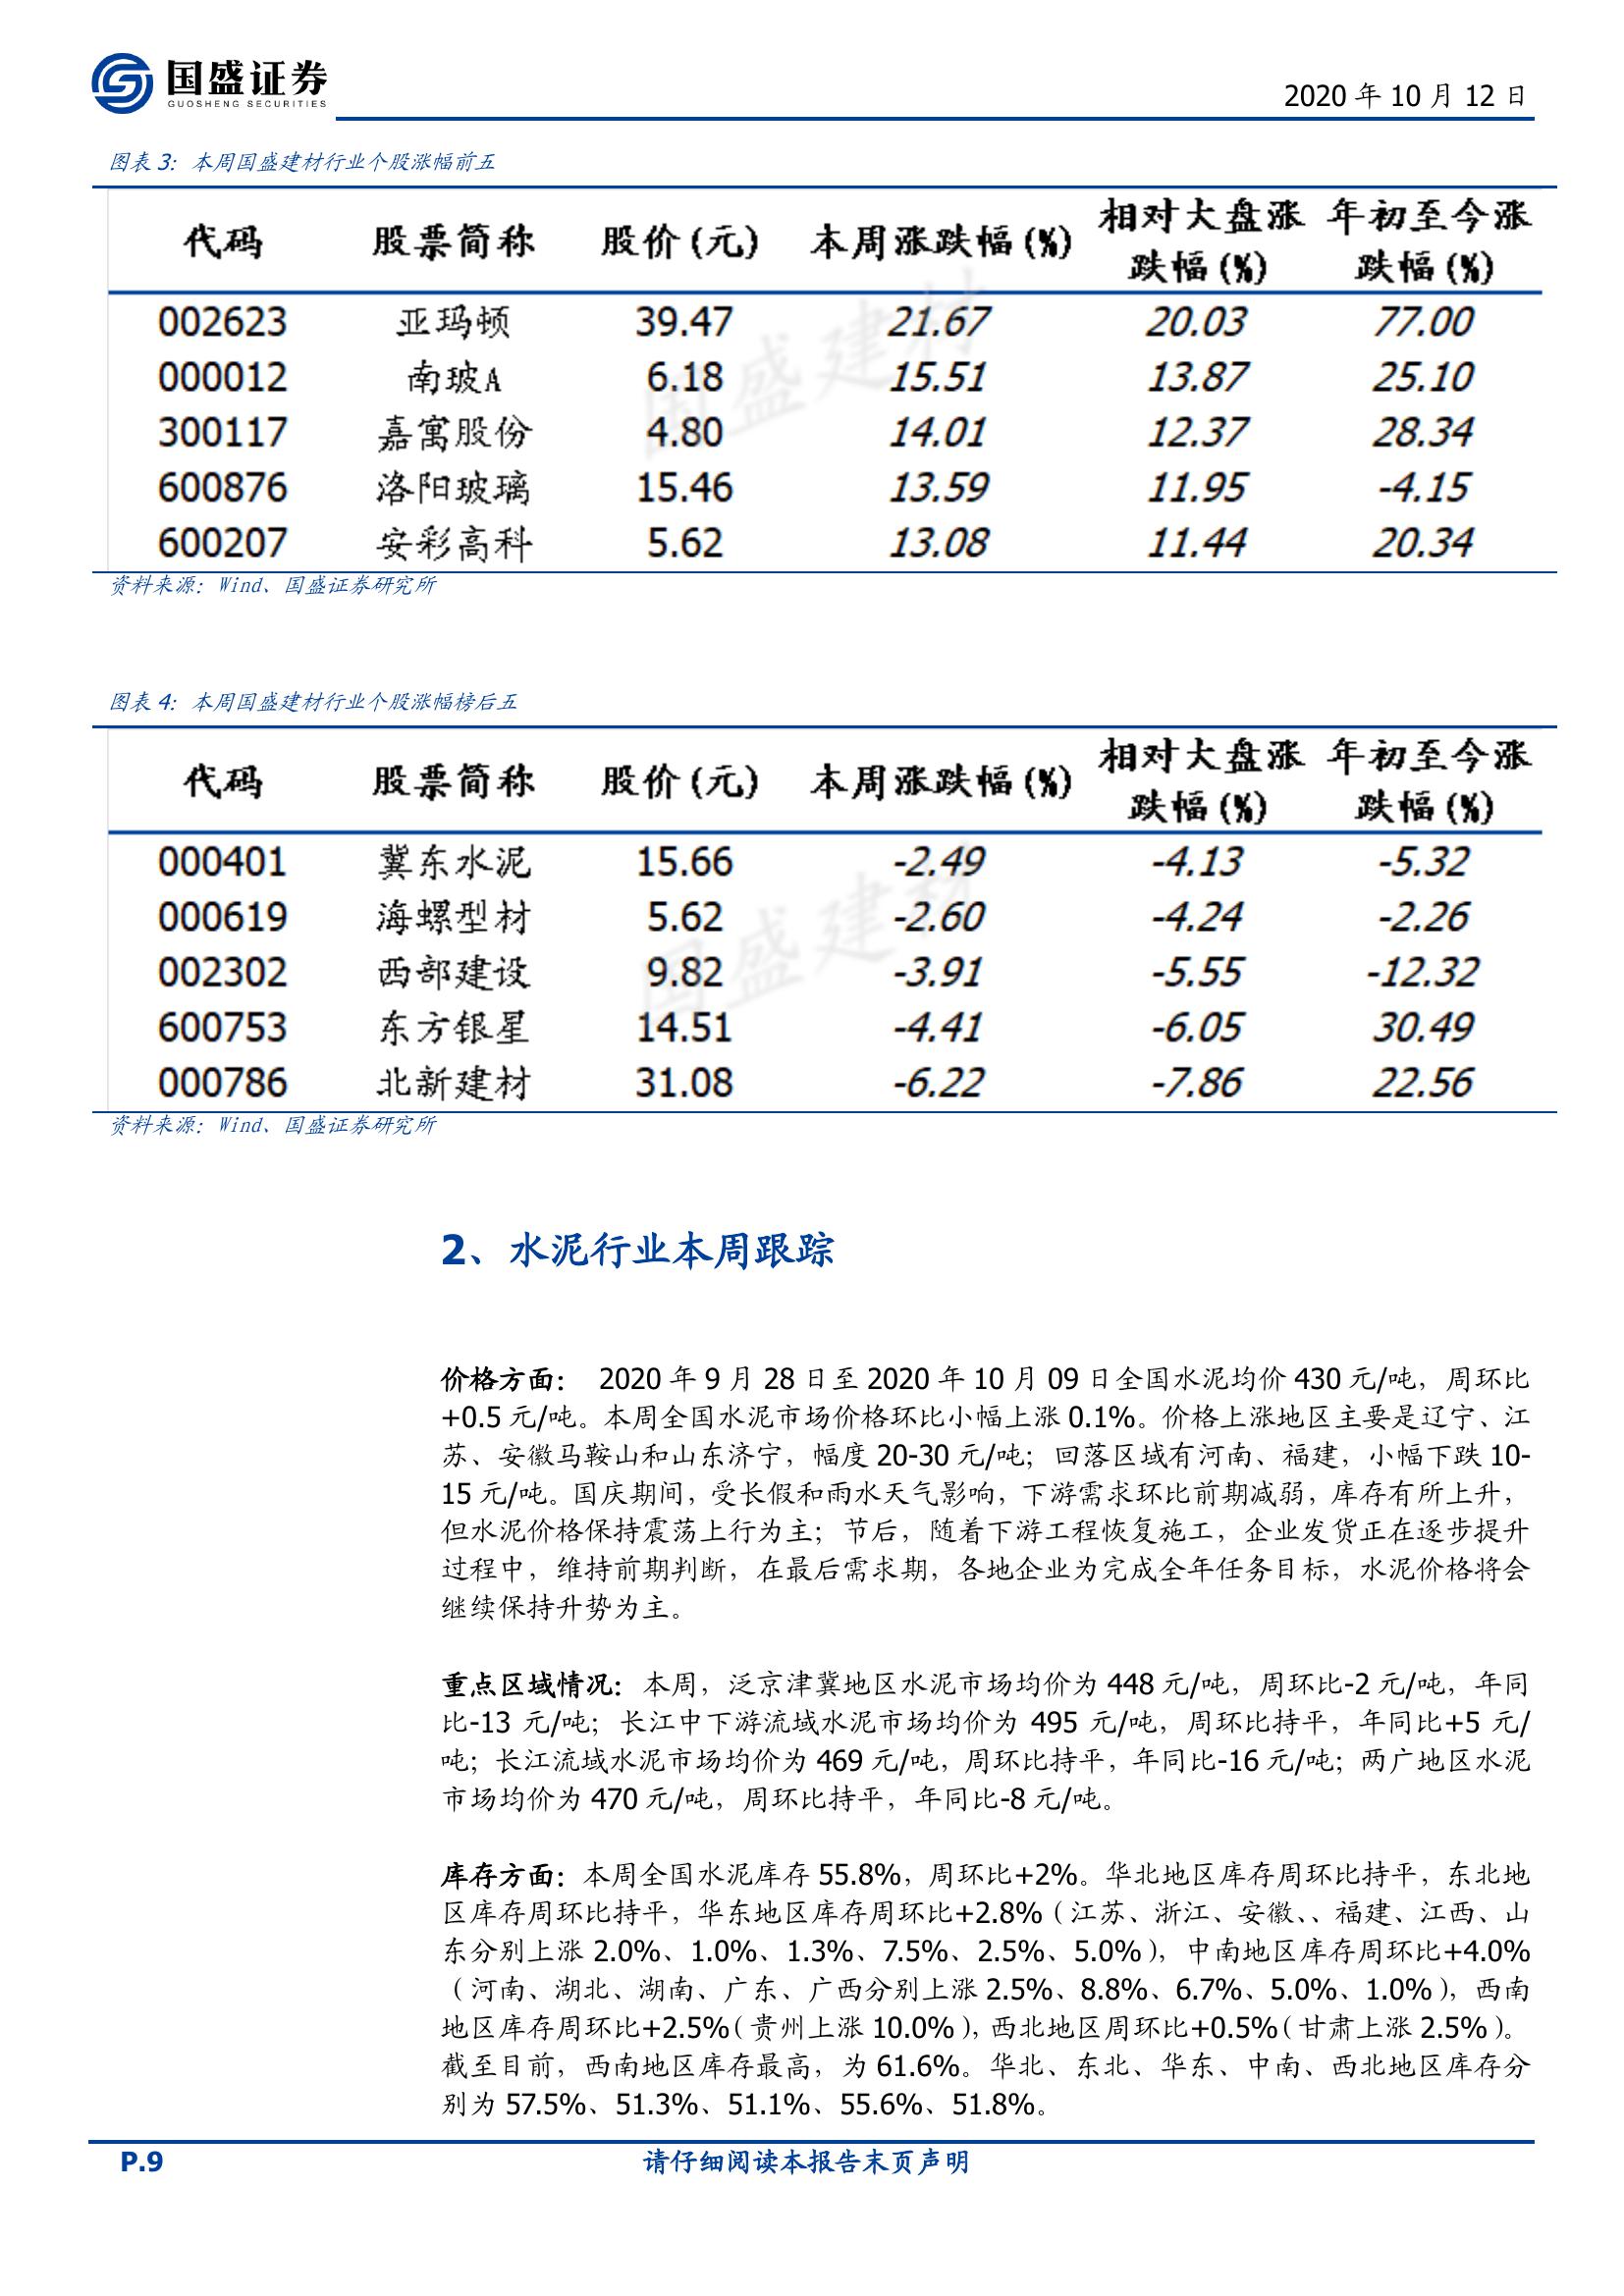 国盛证券
GUOSHENG SECURITIES
2020 年 10 月 12 日
图表 3：本周国盛建材行业个股涨幅前五
代码 股票简称 股价(元) 本周涨跌幅(%) 相对大盘涨跌幅(%) 年初至今涨跌幅(%)
002623 亚玛顿 39.47 21.67 20.03 77.00
000012 南玻A 6.18 15.51 13.87 25.10
300117 嘉寓股份 4.80 14.01 12.37 28.34
600876 洛阳玻璃 15.46 13.59 11.95 -4.15
600207 安彩高科 5.62 13.08 11.44 20.34
国盛建材
资料来源：Wind、国盛证券研究所
图表 4：本周国盛建材行业个股涨幅榜后五
代码 股票简称 股价(元) 本周涨跌幅(%) 相对大盘涨跌幅(%) 年初至今涨跌幅(%)
000401 冀东水泥 15.66 -2.49 -4.13 -5.32
000619 海螺型材 5.62 -2.60 -4.24 -2.26
002302 西部建设 9.82 -3.91 -5.55 -12.32
600753 东方银星 14.51 -4.41 -6.05 30.49
000786 北新建材 31.08 -6.22 -7.86 22.56
国盛建材
资料来源：Wind、国盛证券研究所
2、水泥行业本周跟踪
价格方面： 2020 年 9 月 28 日至 2020 年 10 月 09 日全国水泥均价 430 元/吨，周环比
+0.5 元/吨。本周全国水泥市场价格环比小幅上涨 0.1%。价格上涨地区主要是辽宁、江
苏、安徽马鞍山和山东济宁，幅度 20-30 元/吨；回落区域有河南、福建，小幅下跌 10-
15 元/吨。国庆期间，受长假和雨水天气影响，下游需求环比前期减弱，库存有所上升，
但水泥价格保持震荡上行为主；节后，随着下游工程恢复施工，企业发货正在逐步提升
过程中，维持前期判断，在最后需求期，各地企业为完成全年任务目标，水泥价格将会
继续保持升势为主。
重点区域情况：本周，泛京津冀地区水泥市场均价为 448 元/吨，周环比-2 元/吨，年同
比-13 元/吨；长江中下游流域水泥市场均价为 495 元/吨，周环比持平，年同比+5 元/
吨；长江流域水泥市场均价为 469 元/吨，周环比持平，年同比-16 元/吨；两广地区水泥
市场均价为 470 元/吨，周环比持平，年同比-8 元/吨。
库存方面：本周全国水泥库存 55.8%，周环比+2%。华北地区库存周环比持平，东北地
区库存周环比持平，华东地区库存周环比+2.8%（江苏、浙江、安徽、、福建、江西、山
东分别上涨 2.0%、1.0%、1.3%、7.5%、2.5%、5.0%），中南地区库存周环比+4.0%
（河南、湖北、湖南、广东、广西分别上涨 2.5%、8.8%、6.7%、5.0%、1.0%），西南
地区库存周环比+2.5%（贵州上涨 10.0%），西北地区周环比+0.5%（甘肃上涨 2.5%）。
截至目前，西南地区库存最高，为 61.6%。华北、东北、华东、中南、西北地区库存分
别为 57.5%、51.3%、51.1%、55.6%、51.8%。
P.9
请仔细阅读本报告末页声明